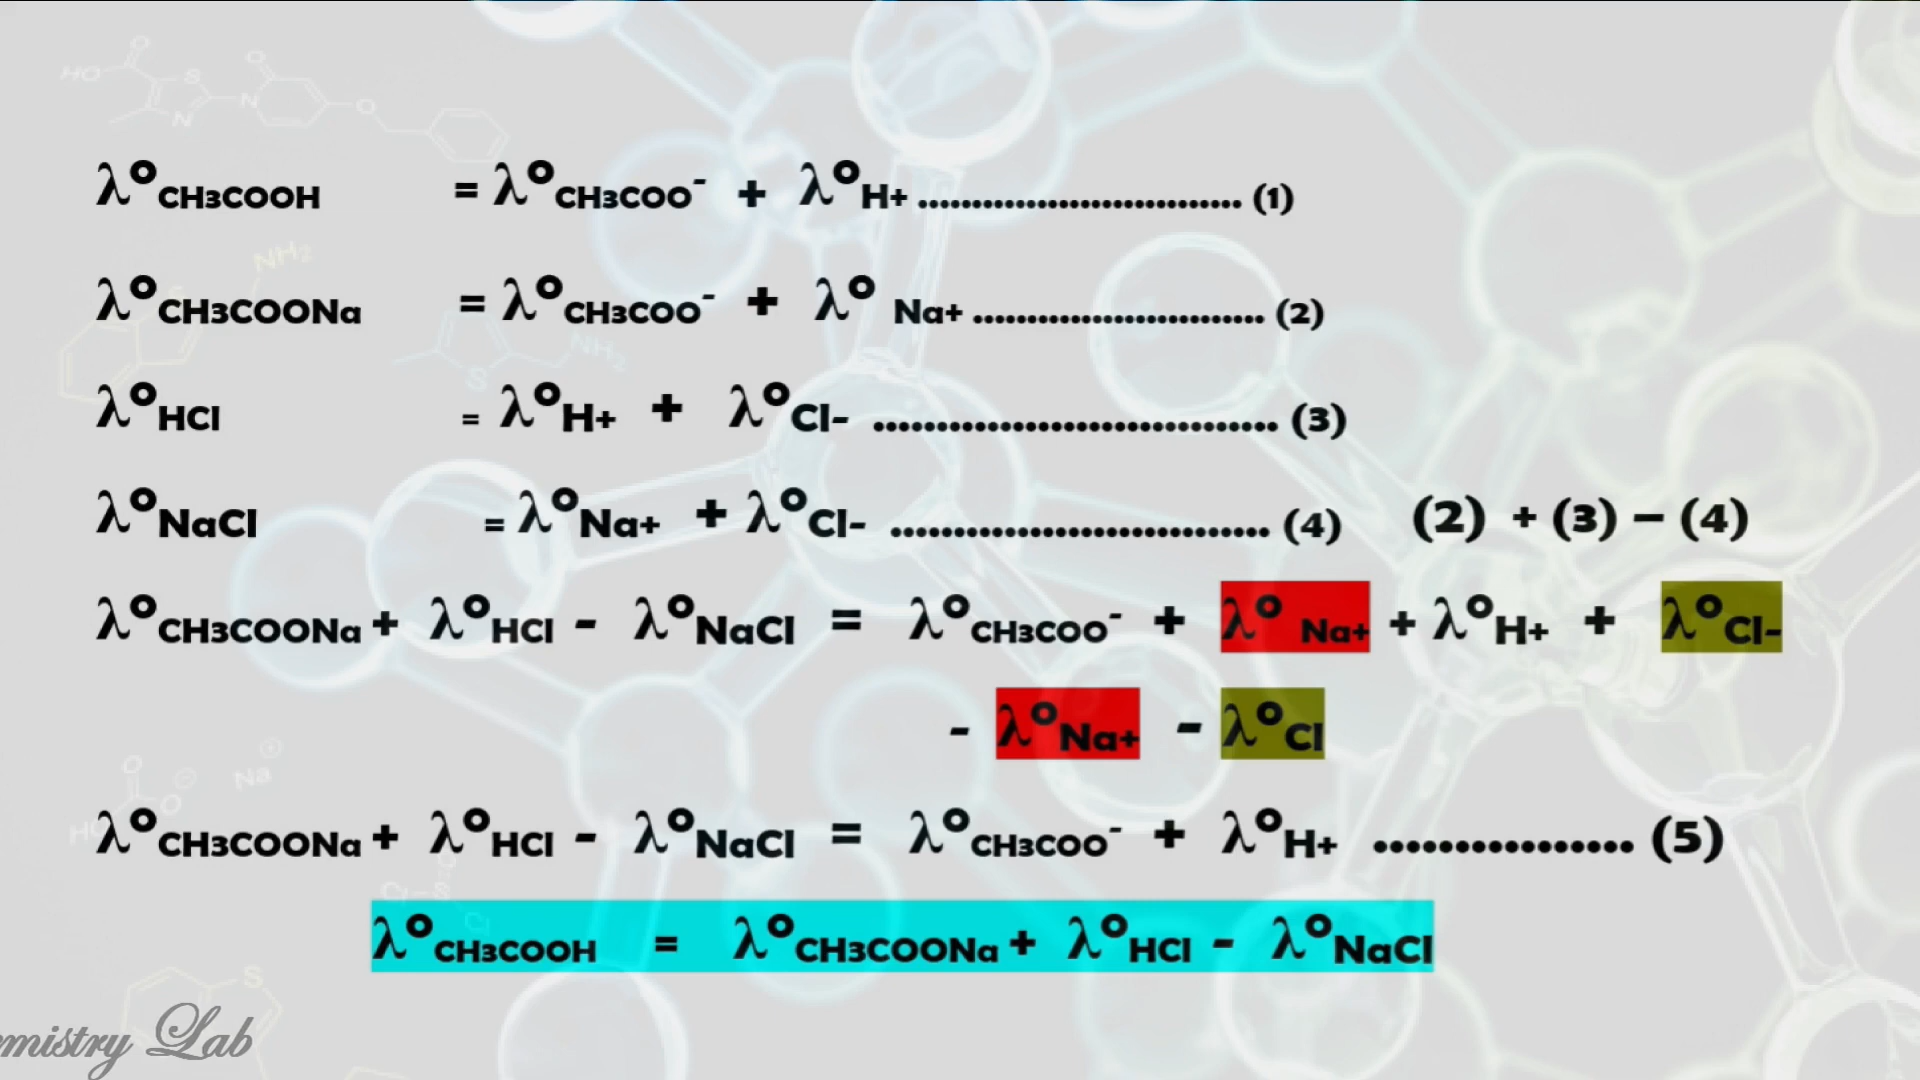 λ°CH3COOH = λ°CH3COO⁻ + λ°H+ .............................. (1)
λ°CH3COONa = λ°CH3COO⁻ + λ° Na+ ........................... (2)
λ°HCl = λ°H+ + λ°Cl- ................................. (3)
λ°NaCl = λ°Na+ + λ°Cl- ............................... (4) (2) + (3) – (4)
λ°CH3COONa + λ°HCl - λ°NaCl = λ°CH3COO⁻ + λ° Na+ + λ°H+ + λ°Cl-
- λ°Na+ - λ°Cl
λ°CH3COONa + λ°HCl - λ°NaCl = λ°CH3COO⁻ + λ°H+ ................ (5)
λ°CH3COOH = λ°CH3COONa + λ°HCl - λ°NaCl
emistry Lab